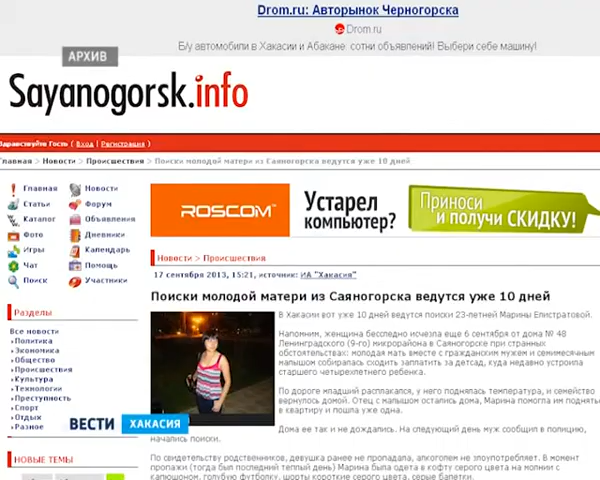 Drom.ru: Авторынок Черногорска
Drom.ru
Б/у автомобили в Хакасии и Абакане: сотни объявлений! Выбери себе машину!
АРХИВ
Sayanogorsk.info
Здравствуйте Гость ( Вход | Регистрация )
Главная > Новости > Происшествия > Поиски молодой матери из Саяногорска ведутся уже 10 дней
Главная Новости
Статьи Форум
Каталог Объявления
Фото Дневники
Игры Календарь
Чат Помощь
Поиск Участники
ROSCOM
Устарел компьютер?
Приноси и получи СКИДКУ!
Новости > Происшествия
17 сентября 2013, 15:21, источник: ИА "Хакасия"
Поиски молодой матери из Саяногорска ведутся уже 10 дней
В Хакасии вот уже 10 дней ведутся поиски 23-летней Марины Елистратовой.
Напомним, женщина бесследно исчезла еще 6 сентября от дома № 48
Ленинградского (9-го) микрорайона в Саяногорске при странных
обстоятельствах: молодая мать вместе с гражданским мужем и семимесячным
малышом собиралась сходить заплатить за детсад, куда недавно устроила
старшего четырехлетнего ребенка.
По дороге младший расплакался, у него поднялась температура, и семейство
вернулось домой. Отец с малышом остались дома, Марина помогла им поднять
в квартиру и пошла уже одна.
Дома ее так и не дождались. На следующий день муж сообщил в полицию,
начались поиски.
По свидетельству родственников, девушка ранее не пропадала, алкоголем не злоупотребляет. В момент
пропажи (тогда был последний теплый день) Марина была одета в кофту серого цвета на молнии с
капюшоном, голубую футболку, шорты короткие серого цвета, серые балетки.
Разделы
Все новости
Политика
Экономика
Общество
Происшествия
Культура
Технологии
Преступность
Спорт
Отдых
Разное
ВЕСТИ ХАКАСИЯ
НОВЫЕ ТЕМЫ